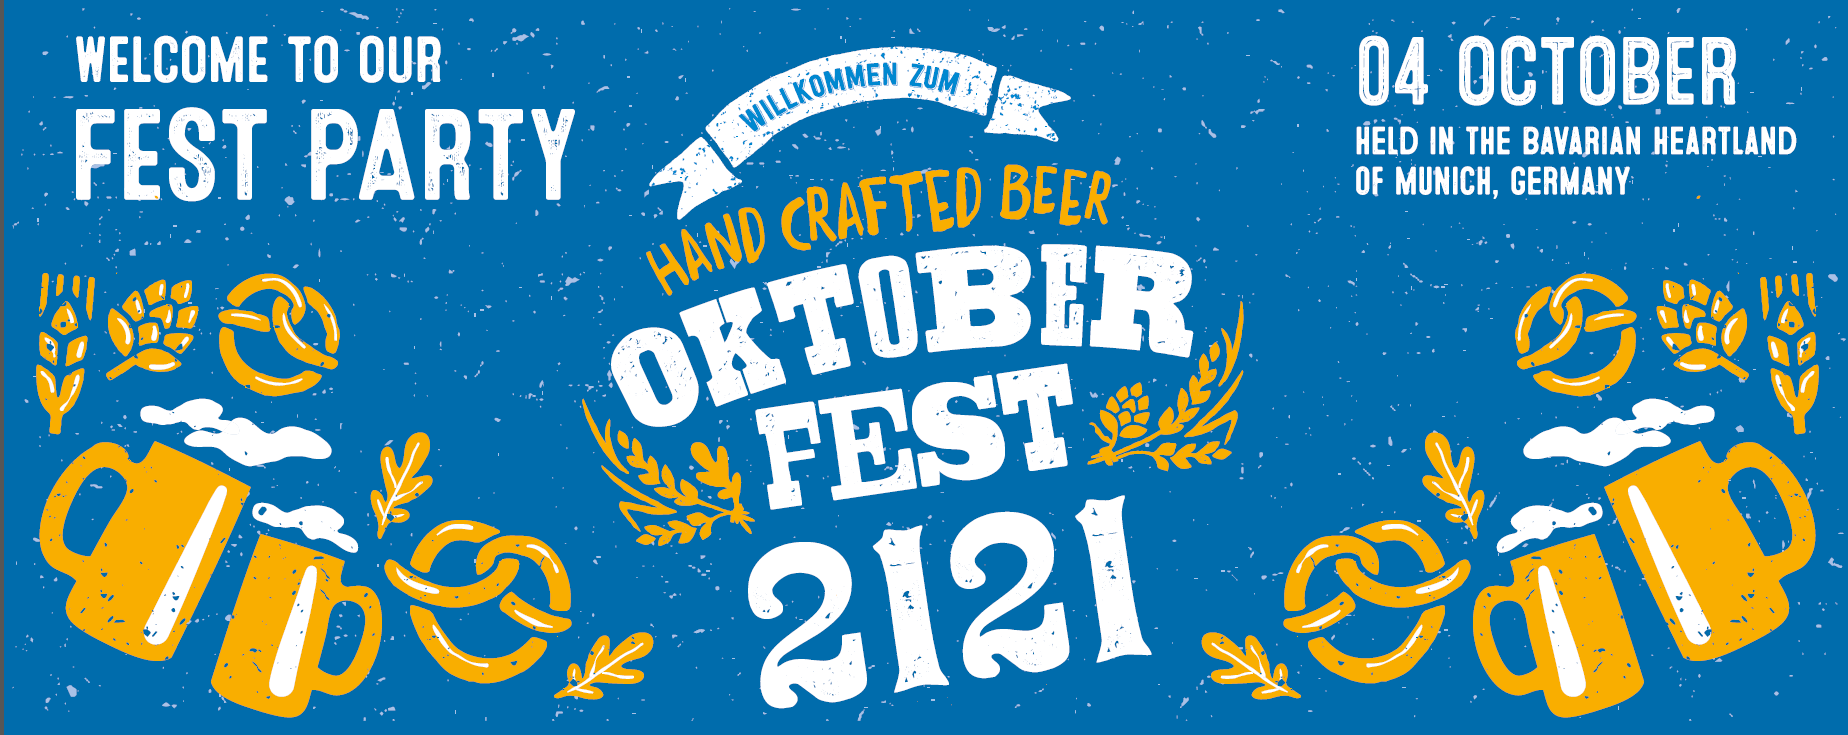 WELCOME TO OUR
FEST PARTY
WILLKOMMEN ZUM
HAND CRAFTED BEER
OKTOBER
FEST
2121
04 OCTOBER
HELD IN THE BAVARIAN HEARTLAND
OF MUNICH, GERMANY